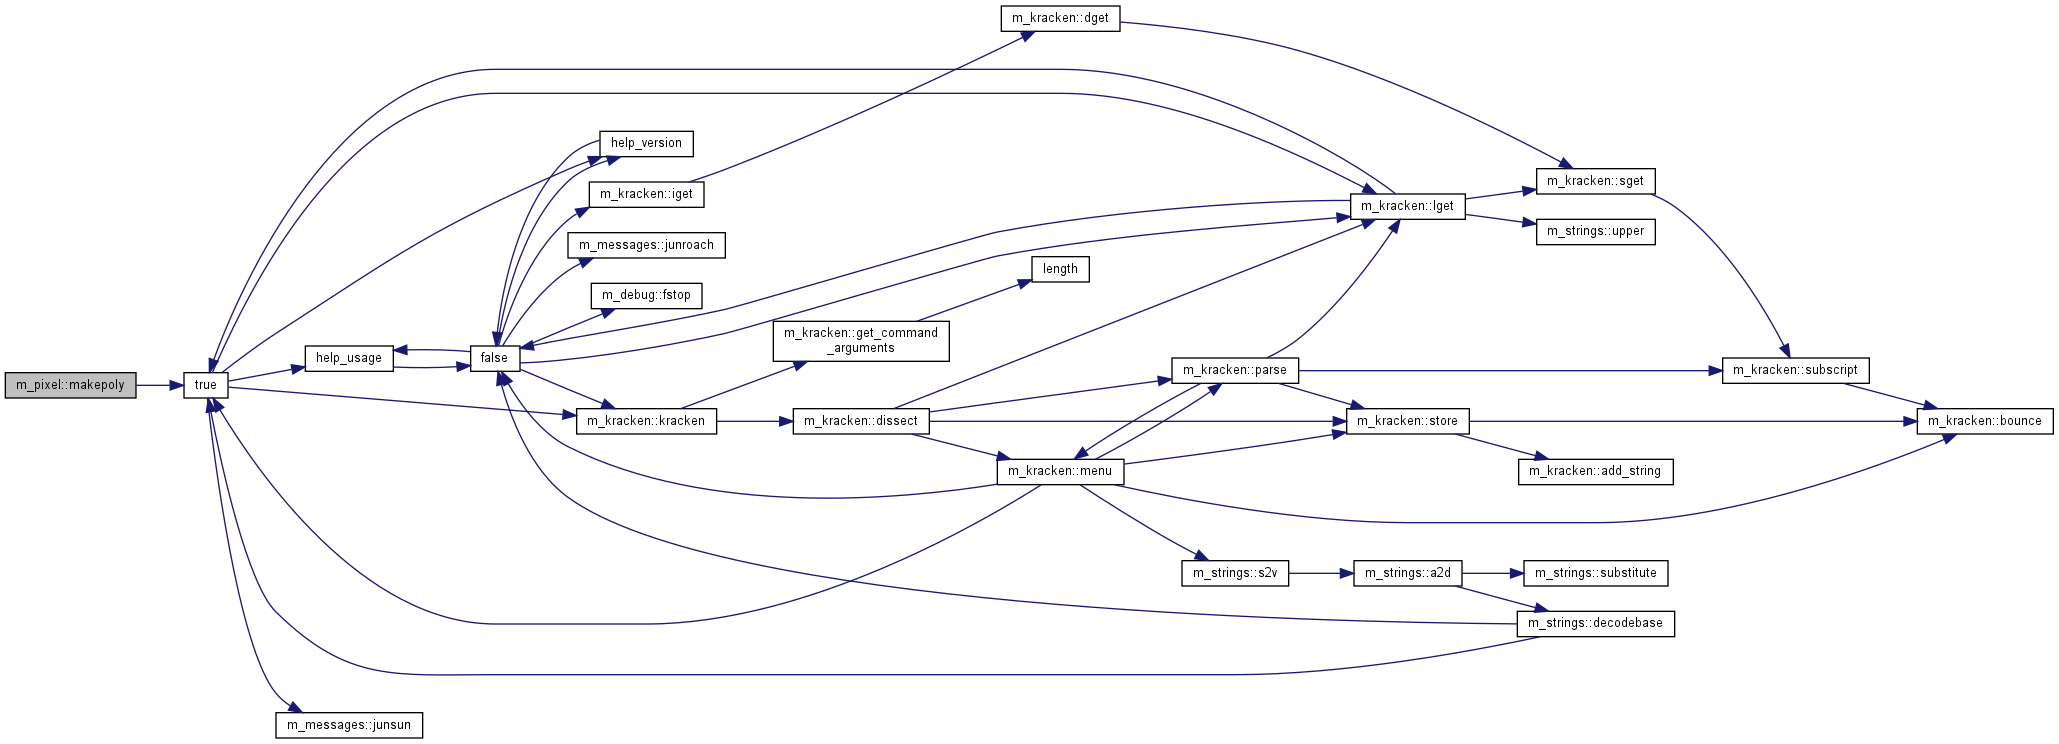 m_kracken::dget
help_version
m_kracken::sget
m_kracken::iget
m_kracken::lget
m_strings::upper
m_messages::junroach
length
m_debug::fstop
m_kracken::get_command
_arguments
help_usage
false
m_kracken::parse
m_kracken::subscript
m_pixel::makepoly
true
m_kracken::kracken
m_kracken::dissect
m_kracken::store
m_kracken::bounce
m_kracken::menu
m_kracken::add_string
m_strings::s2v
m_strings::a2d
m_strings::substitute
m_strings::decodebase
m_messages::junsun